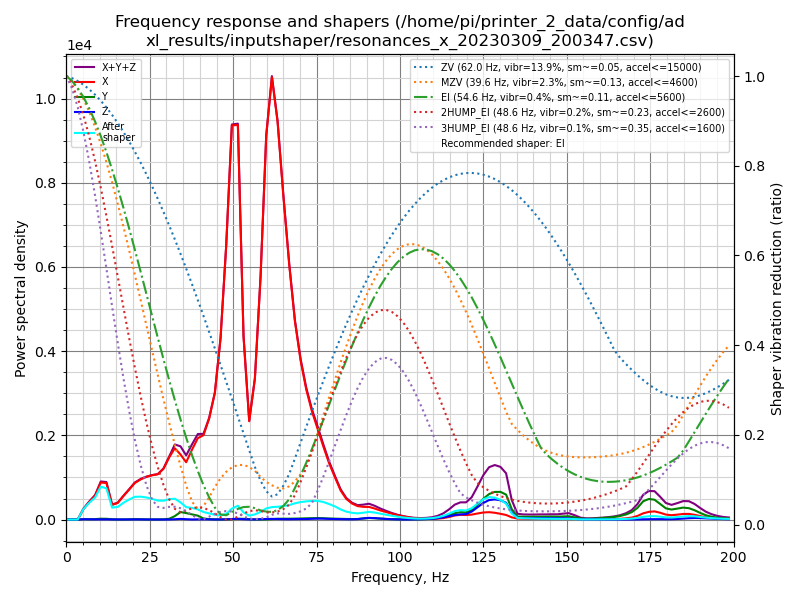 Frequency response and shapers (/home/pi/printer_2_data/config/ad
xl_results/inputshaper/resonances_x_20230309_200347.csv)
1e4
X+Y+Z
X
Y
Z
After
shaper
ZV (62.0 Hz, vibr=13.9%, sm~=0.05, accel<=15000)
MZV (39.6 Hz, vibr=2.3%, sm~=0.13, accel<=4600)
EI (54.6 Hz, vibr=0.4%, sm~=0.11, accel<=5600)
2HUMP_EI (48.6 Hz, vibr=0.2%, sm~=0.23, accel<=2600)
3HUMP_EI (48.6 Hz, vibr=0.1%, sm~=0.35, accel<=1600)
Recommended shaper: EI
Power spectral density
1.0
0.8
0.6
0.4
0.2
0.0
Shaper vibration reduction (ratio)
1.0
0.8
0.6
0.4
0.2
0.0
0 25 50 75 100 125 150 175 200
Frequency, Hz